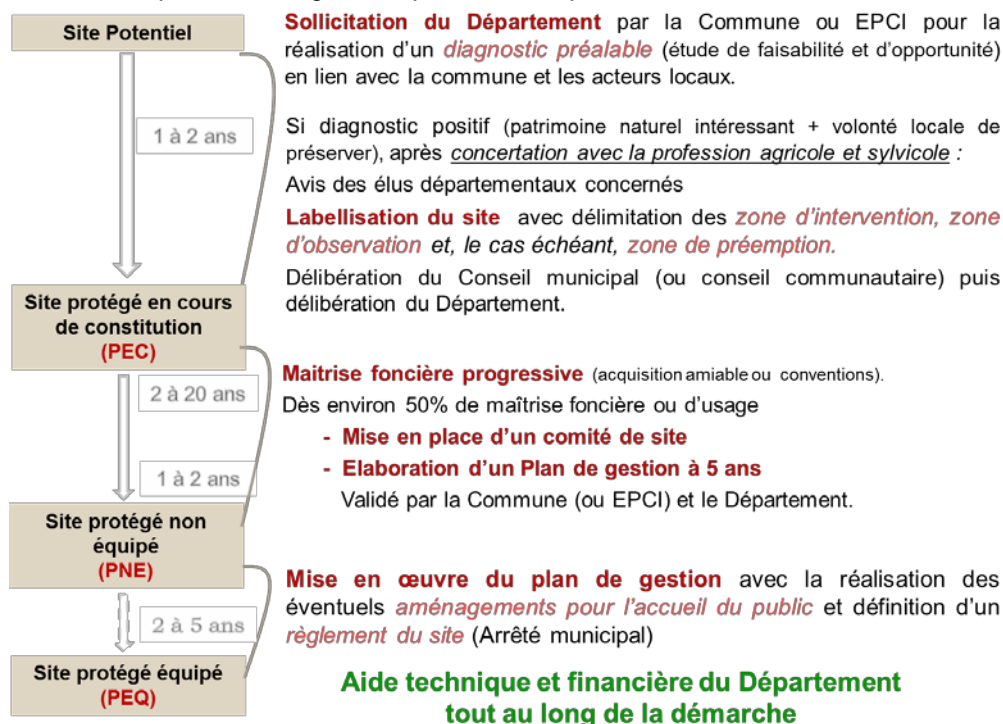 Site Potentiel
Sollicitation du Département par la Commune ou EPCI pour la
réalisation d’un diagnostic préalable (étude de faisabilité et d’opportunité)
en lien avec la commune et les acteurs locaux.
1 à 2 ans
Si diagnostic positif (patrimoine naturel intéressant + volonté locale de
préserver), après concertation avec la profession agricole et sylvicole :
Avis des élus départementaux concernés
Labellisation du site avec délimitation des zone d’intervention, zone
d’observation et, le cas échéant, zone de préemption.
Délibération du Conseil municipal (ou conseil communautaire) puis
délibération du Département.
Site protégé en cours
de constitution
(PEC)
2 à 20 ans
Maitrise foncière progressive (acquisition amiable ou conventions).
Dès environ 50% de maîtrise foncière ou d’usage
- Mise en place d’un comité de site
- Elaboration d’un Plan de gestion à 5 ans
Validé par la Commune (ou EPCI) et le Département.
1 à 2 ans
Site protégé non
équipé
(PNE)
Mise en œuvre du plan de gestion avec la réalisation des
éventuels aménagements pour l’accueil du public et définition d’un
règlement du site (Arrêté municipal)
2 à 5 ans
Site protégé équipé
(PEQ)
Aide technique et financière du Département
tout au long de la démarche